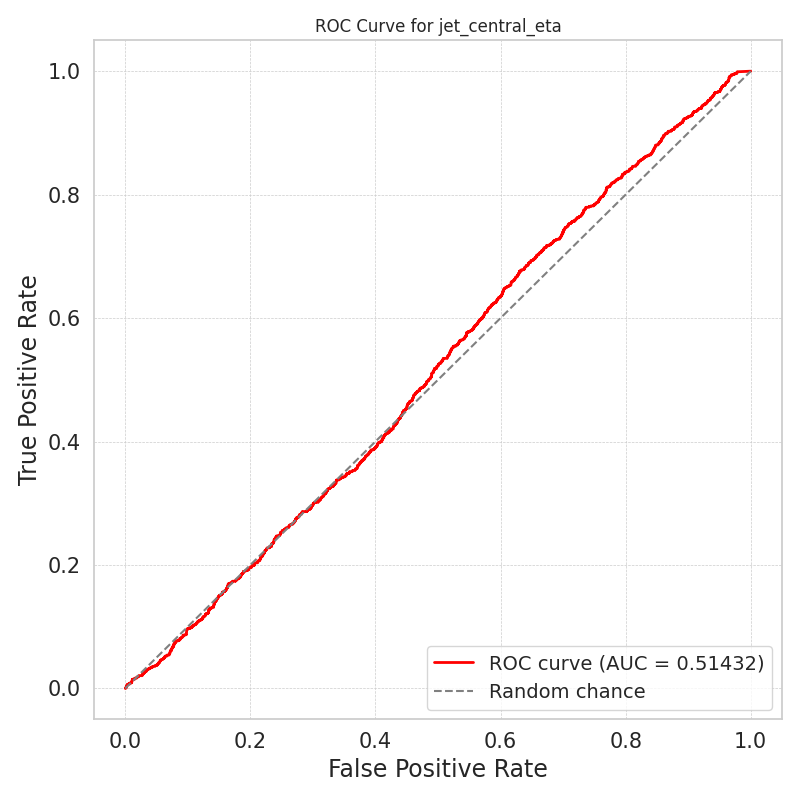 ROC Curve for jet_central_eta
True Positive Rate
1.0
0.8
0.6
0.4
0.2
0.0
ROC curve (AUC = 0.51432)
Random chance
0.0 0.2 0.4 0.6 0.8 1.0
False Positive Rate